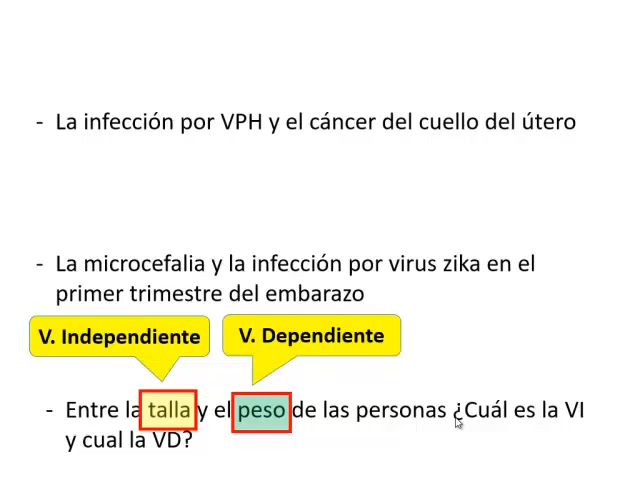 - La infección por VPH y el cáncer del cuello del útero
- La microcefalia y la infección por virus zika en el
primer trimestre del embarazo
V. Independiente
V. Dependiente
- Entre la talla y el peso de las personas ¿Cuál es la VI
y cual la VD?